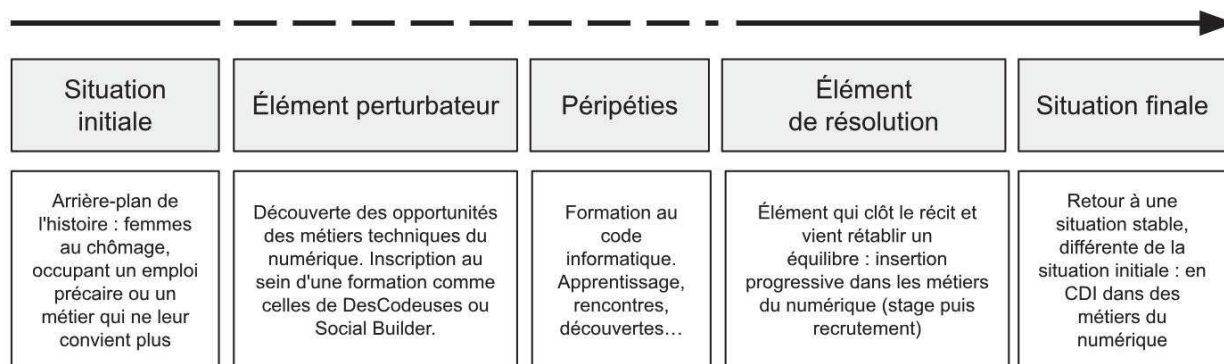 Situation
initiale
Élément perturbateur
Péripéties
Élément
de résolution
Situation finale
Arrière-plan de
l'histoire : femmes
au chômage,
occupant un emploi
précaire ou un
métier qui ne leur
convient plus
Découverte des opportunités
des métiers techniques du
numérique. Inscription au
sein d'une formation comme
celles de DesCodeuses ou
Social Builder.
Formation au
code
informatique.
Apprentissage,
rencontres,
découvertes…
Élément qui clôt le récit et
vient rétablir un
équilibre : insertion
progressive dans les métiers
du numérique (stage puis
recrutement)
Retour à une
situation stable,
différente de la
situation initiale : en
CDI dans des
métiers du
numérique